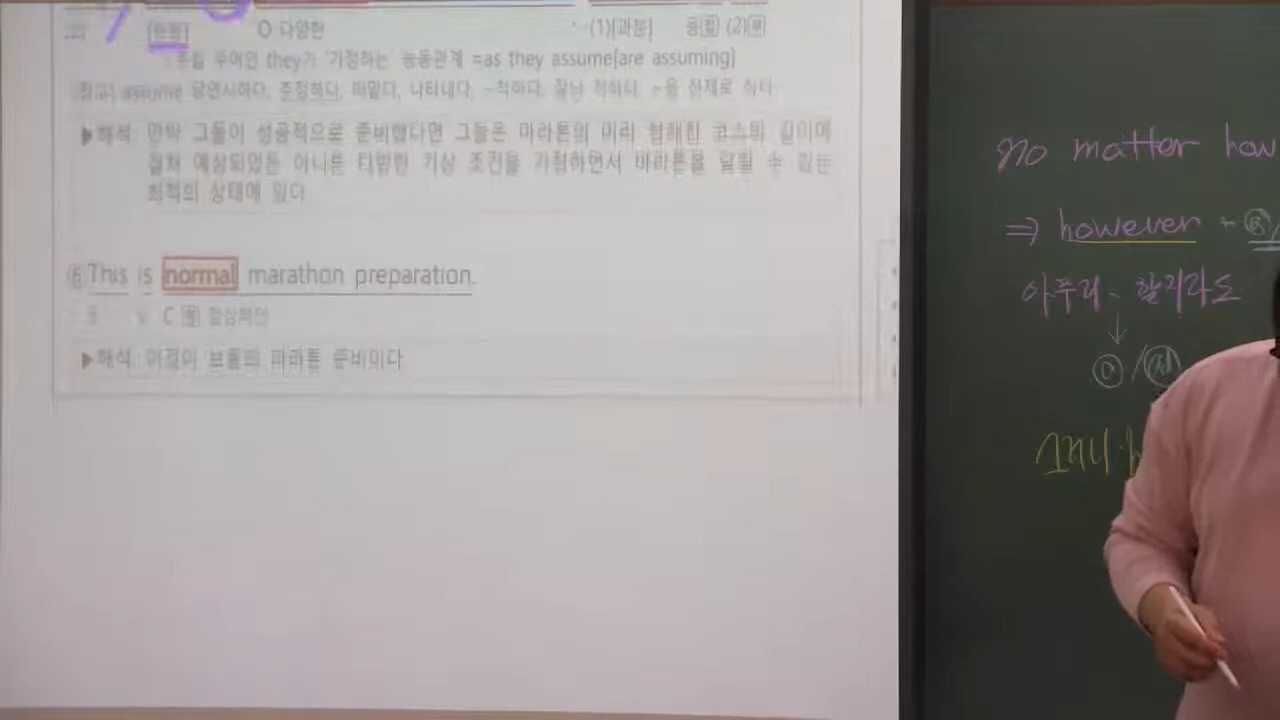 O 다양한 (1)[과분] 동형 (2)부
주절 주어인 they가 '가정하는' 능동관계 =as they assume[are assuming]
[참고] assume 당연시하다, 추정하다, 떠맡다, 나타내다, ~척하다, 잘난 척하다, ~을 전제로 하다
▶해석: 만약 그들이 성공적으로 준비했다면 그들은 마라톤의 미리 정해진 코스의 길이에
걸쳐 예상되었든 아니든 다양한 기상 조건을 가정하면서 마라톤을 달릴 수 있는
최적의 상태에 있다
⑥ This is normal marathon preparation.
C 형 정상적인
▶해석: 이것이 보통의 마라톤 준비이다
no matter how
⇒ however +
아무리 ~ 할지라도
↓